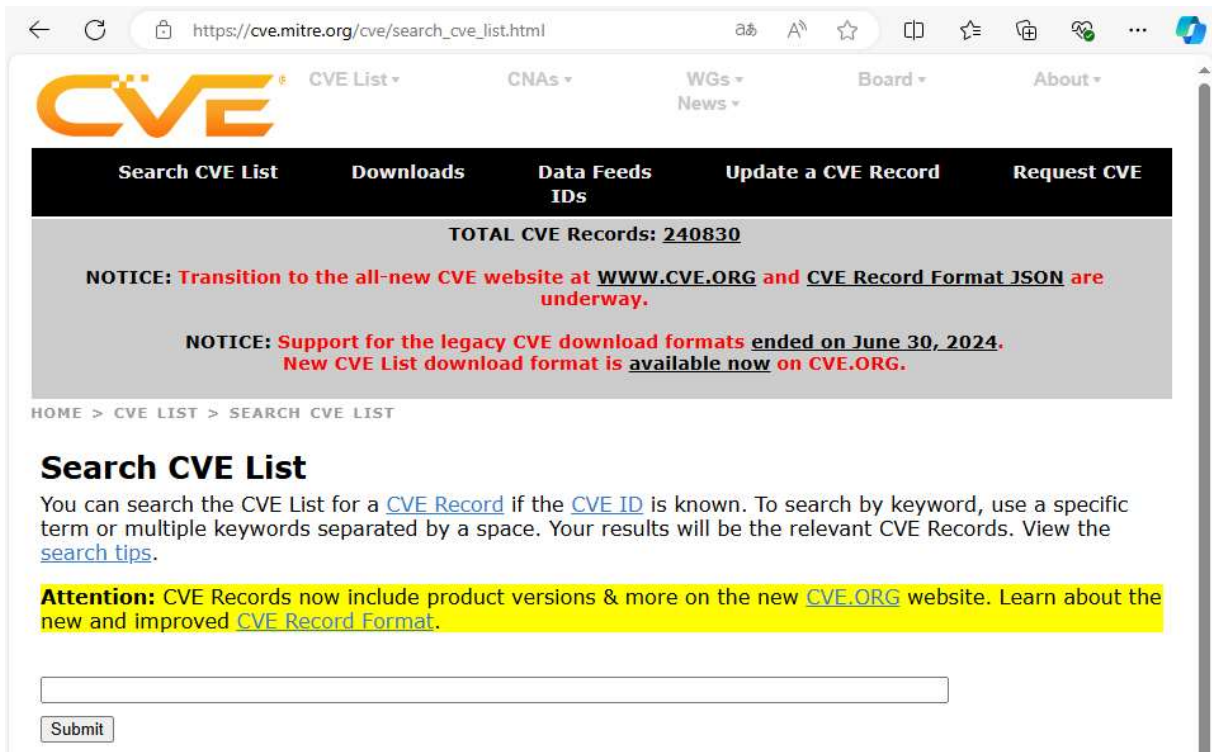 https://cve.mitre.org/cve/search_cve_list.html
CVE
CVE List CNAs WGs Board About
News
Search CVE List Downloads Data Feeds Update a CVE Record Request CVE
IDs
TOTAL CVE Records: 240830
NOTICE: Transition to the all-new CVE website at WWW.CVE.ORG and CVE Record Format JSON are
underway.
NOTICE: Support for the legacy CVE download formats ended on June 30, 2024.
New CVE List download format is available now on CVE.ORG.
HOME > CVE LIST > SEARCH CVE LIST
Search CVE List
You can search the CVE List for a CVE Record if the CVE ID is known. To search by keyword, use a specific
term or multiple keywords separated by a space. Your results will be the relevant CVE Records. View the
search tips.
Attention: CVE Records now include product versions & more on the new CVE.ORG website. Learn about the
new and improved CVE Record Format.
Submit